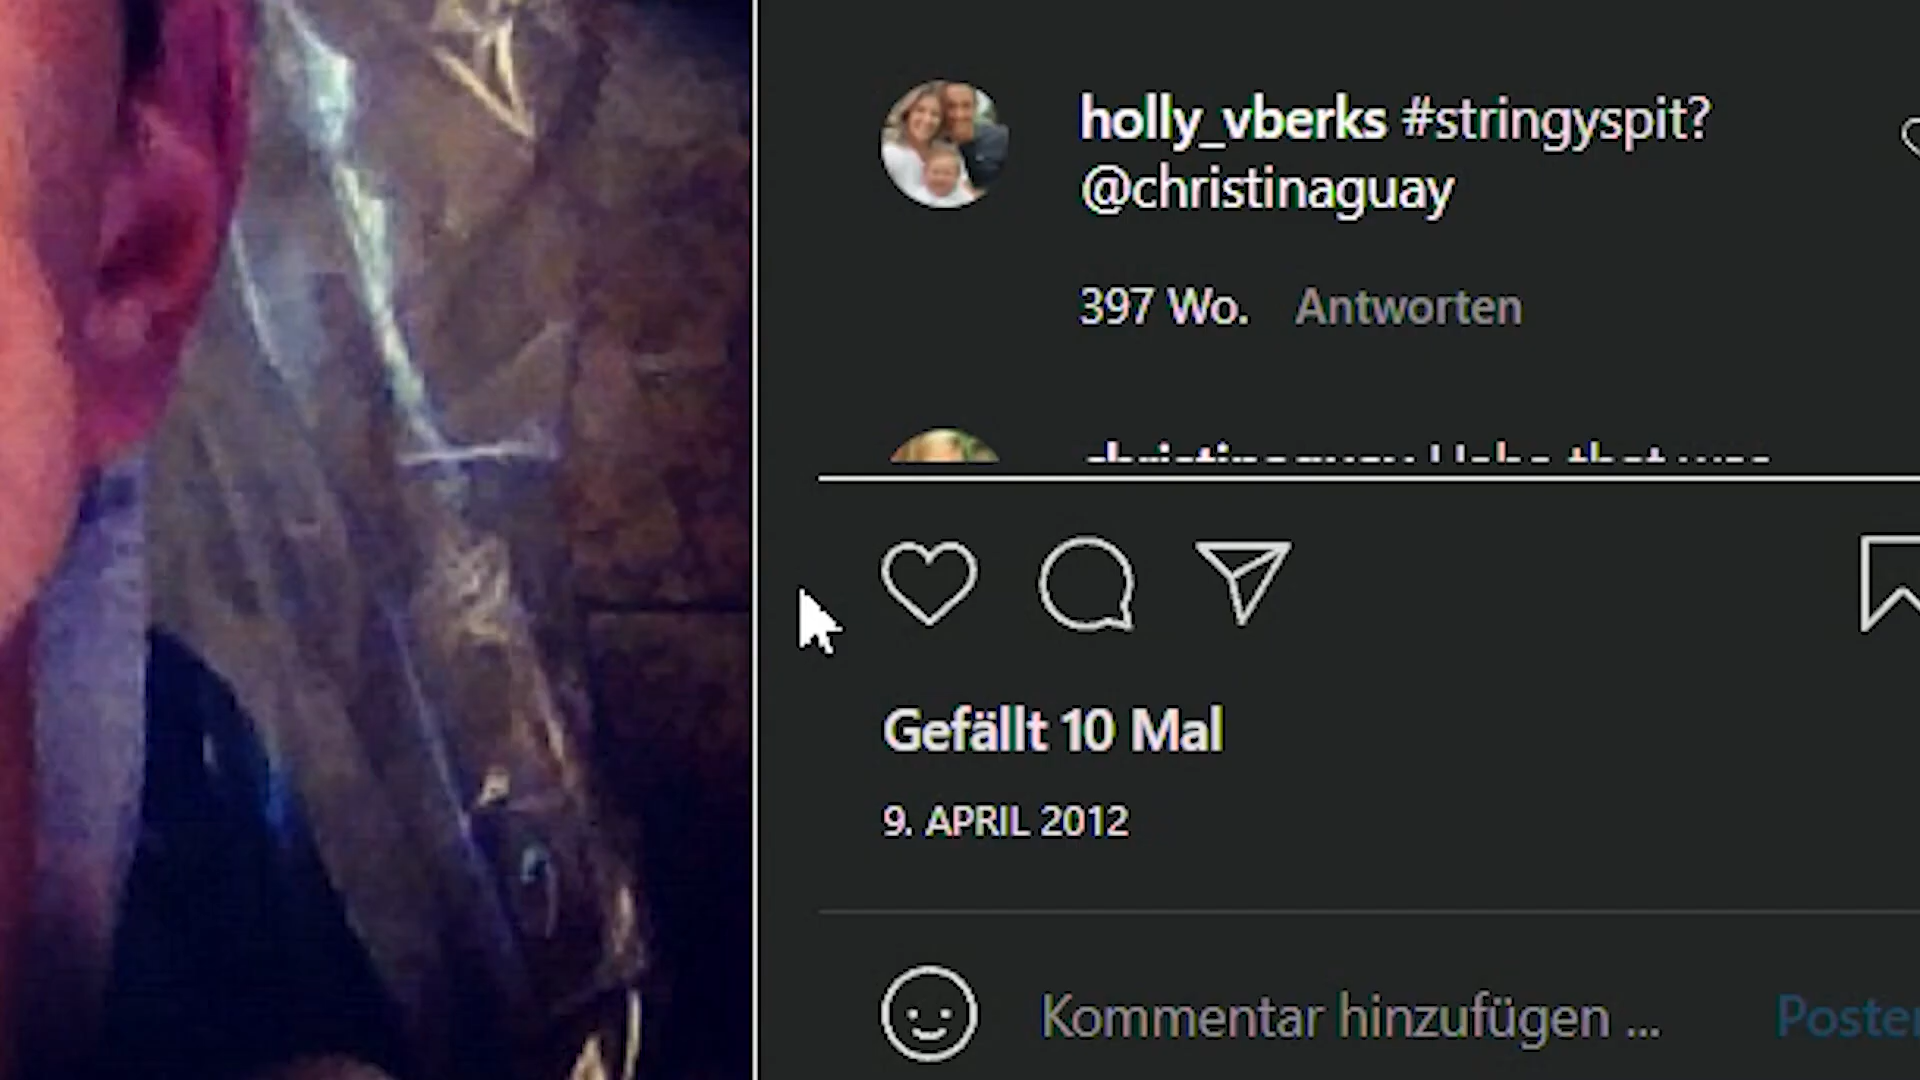 holly_vberks #stringyspit?
@christinaguay
397 Wo. Antworten
Gefällt 10 Mal
9. APRIL 2012
Kommentar hinzufügen ...